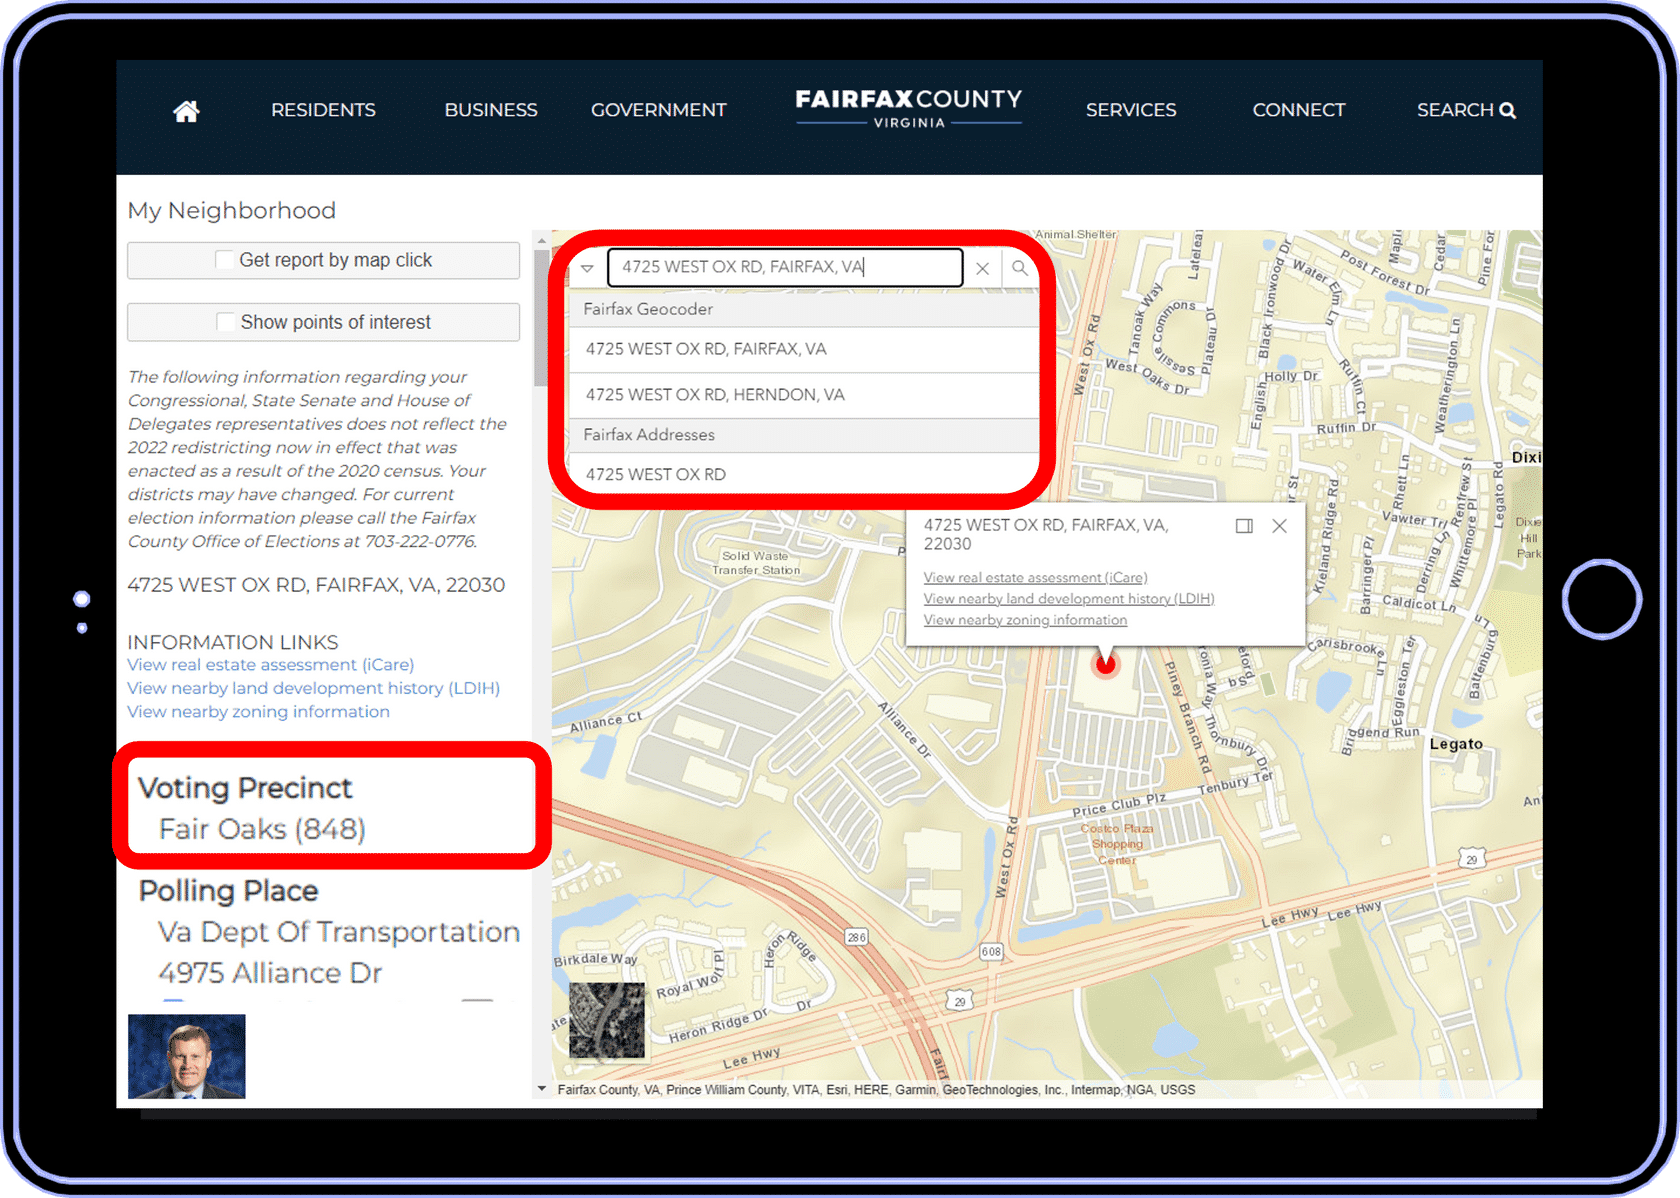 RESIDENTS
BUSINESS
GOVERNMENT
FAIRFAX COUNTY
VIRGINIA
SERVICES
CONNECT
SEARCH
My Neighborhood
Get report by map click
Show points of interest
The following information regarding your
Congressional, State Senate and House of
Delegates representatives does not reflect the
2022 redistricting now in effect that was
enacted as a result of the 2020 census. Your
districts may have changed. For current
election information please call the Fairfax
County Office of Elections at 703-222-0776.
4725 WEST OX RD, FAIRFAX, VA, 22030
INFORMATION LINKS
View real estate assessment (iCare)
View nearby land development history (LDIH)
View nearby zoning information
Voting Precinct
Fair Oaks (848)
Polling Place
Va Dept Of Transportation
4975 Alliance Dr
4725 WEST OX RD, FAIRFAX, VA
Fairfax Geocoder
4725 WEST OX RD, FAIRFAX, VA
4725 WEST OX RD, HERNDON, VA
Fairfax Addresses
4725 WEST OX RD
4725 WEST OX RD, FAIRFAX, VA,
22030
View real estate assessment (iCare)
View nearby land development history (LDIH)
View nearby zoning information
Animal Shelter
West Ox Rd
Tanoak Way
Sessile Commons
Plateau Dr
West Oaks Dr
Black Ironwood Dr
Water Elm Ln
Post Forest Dr
Holly Dr
English
Ruffin Ct
Ruffin Dr
Weatherington Ln
Legato Rd
Kieland Ridge Rd
Barringer Pl
Rhett Ln
Vawter Trl
Derring Ln
Renfrew St
Whittemore Pl
Caldicot Ln
Carisbrooke Ln
Eggleston Ter
Battenburg Ln
Bridgend Run
Legato
Dixie
Hill
Park
Solid Waste
Transfer Station
Alliance Ct
Alliance Dr
Piney Branch Rd
Thornbury Dr
Tenbury Ter
Price Club Plz
Costco Plaza
Shopping
Center
West Ox Rd
29
Lee Hwy
Lee Hwy
286
608
29
Birkdale Way
Royal Wolf Pl
Heron Ridge
Heron Ridge Dr
Dr
Lee Hwy
Fairfax County, VA, Prince William County, VITA, Esri, HERE, Garmin, GeoTechnologies, Inc., Intermap, NGA, USGS